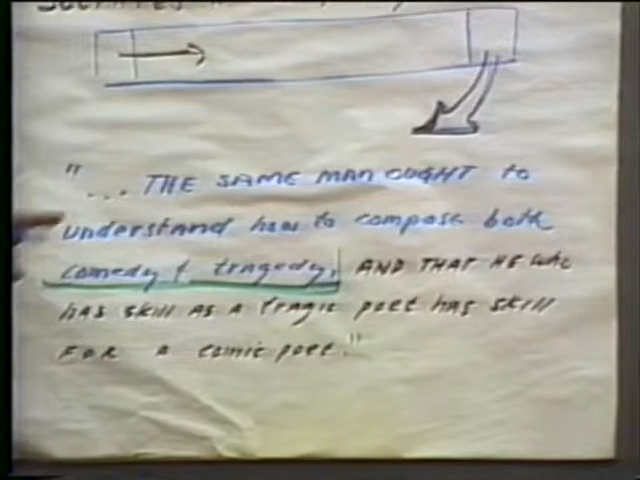 SOCRATES
"... THE SAME MAN OUGHT to
understand how to compose both
comedy & tragedy, AND THAT HE who
has skill AS A tragic poet has skill
FOR A comic poet."